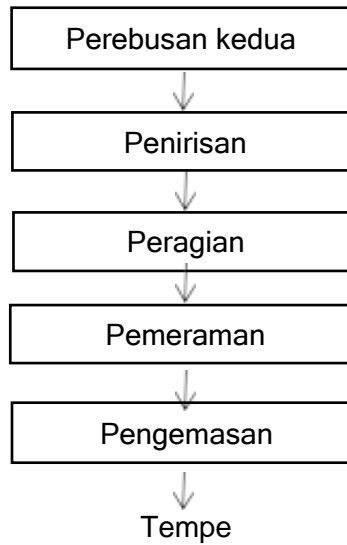 Perebusan kedua
Penirisan
Peragian
Pemeraman
Pengemasan
Tempe